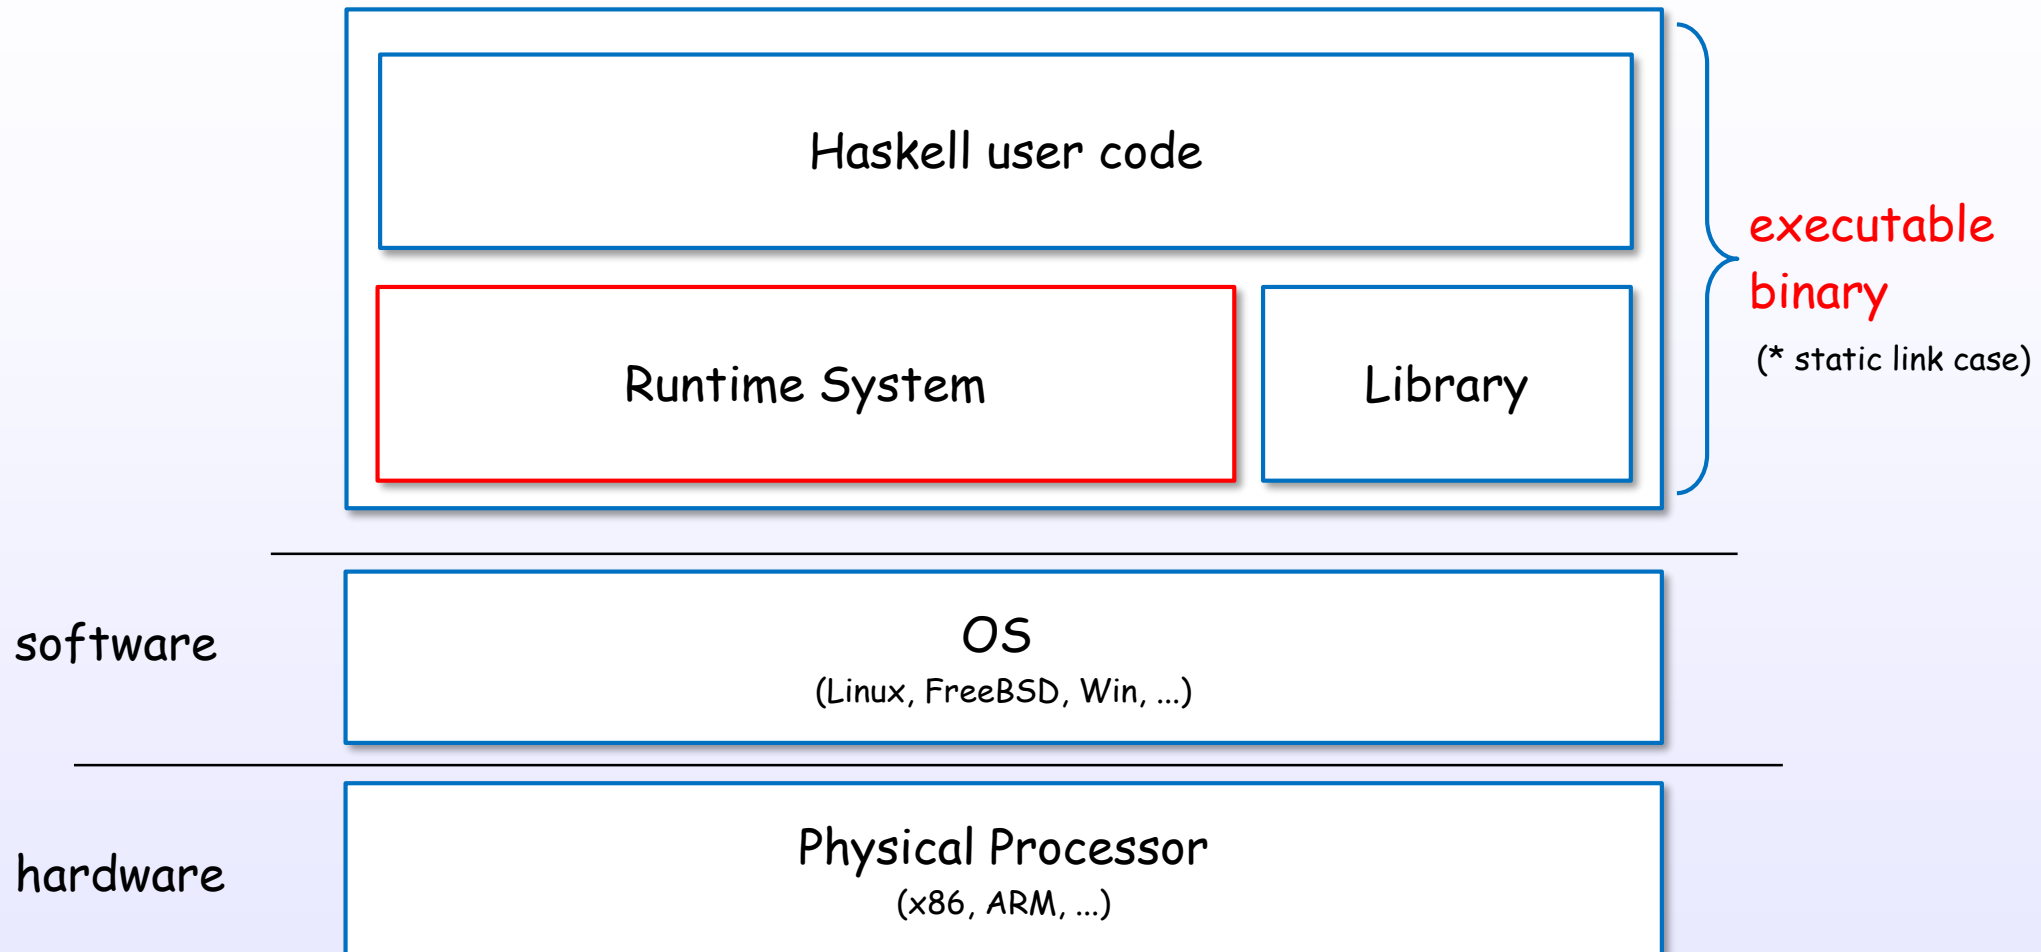 Haskell user code
executable
binary
(* static link case)
Runtime System
Library
software
OS
(Linux, FreeBSD, Win, ...)
hardware
Physical Processor
(x86, ARM, ...)